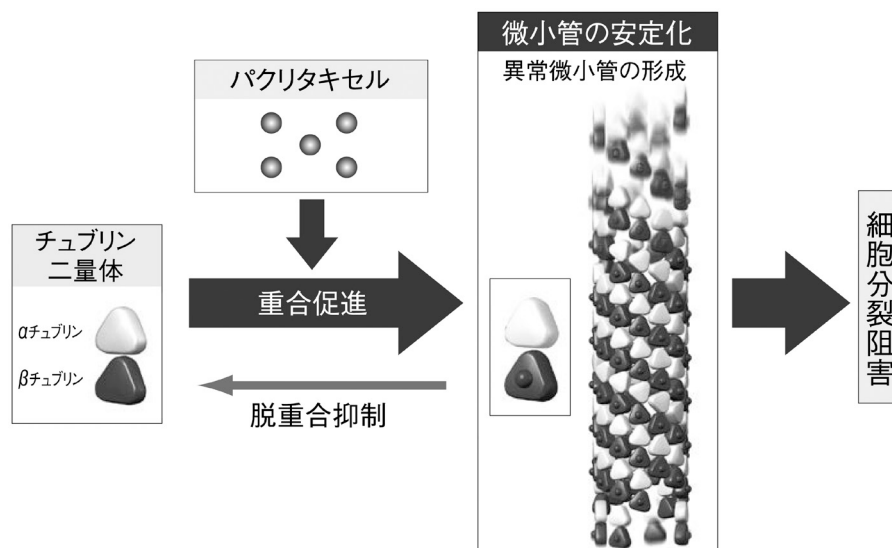 微小管の安定化
異常微小管の形成
パクリタキセル
チュブリン
二量体
αチュブリン
βチュブリン
重合促進
脱重合抑制
細胞分裂阻害